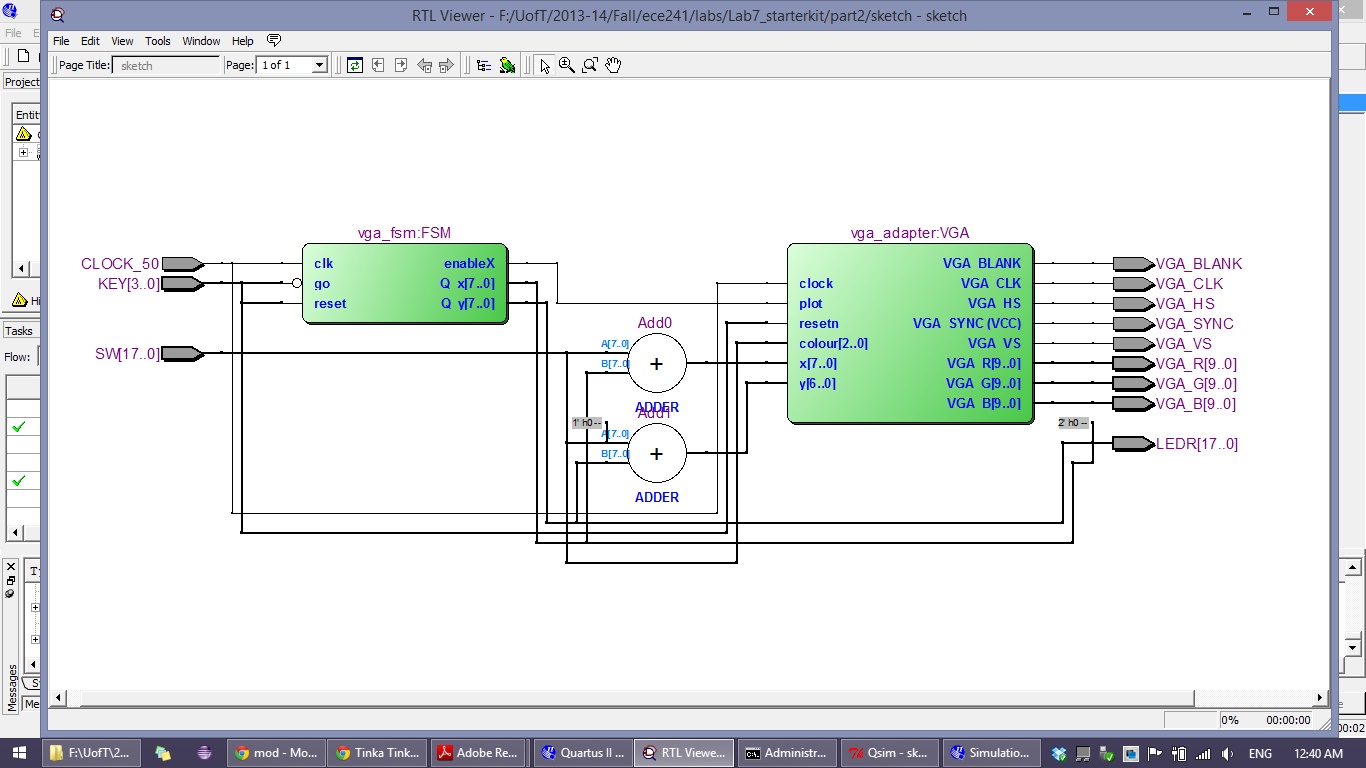 RTL Viewer - F:/UofT/2013-14/Fall/ece241/labs/Lab7_starterkit/part2/sketch - sketch
File Edit View Tools Window Help
Page Title: sketch Page: 1 of 1
File
Project
Entity
Hi
Tasks
Flow:
Messages
vga_fsm:FSM
vga_adapter:VGA
CLOCK_50
KEY[3..0]
SW[17..0]
clk
go
reset
enableX
Q_x[7..0]
Q_y[7..0]
Add0
A[7..0]
B[7..0]
+
ADDER
Add1
1' h0 --
A[7..0]
B[7..0]
+
ADDER
clock
plot
resetn
colour[2..0]
x[7..0]
y[6..0]
VGA_BLANK
VGA_CLK
VGA_HS
VGA_SYNC (VCC)
VGA_VS
VGA_R[9..0]
VGA_G[9..0]
VGA_B[9..0]
VGA_BLANK
VGA_CLK
VGA_HS
VGA_SYNC
VGA_VS
VGA_R[9..0]
VGA_G[9..0]
VGA_B[9..0]
2' h0 --
LEDR[17..0]
0% 00:00:00
00:02
F:\UofT\2... mod - Mo... Tinka Tink... Adobe Re... Quartus II ... RTL Viewe... Administr... Qsim - sk... Simulatio... ENG 12:40 AM